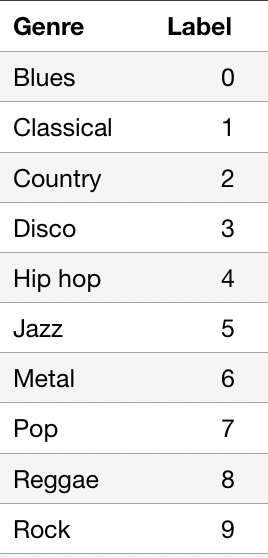 Genre Label
Blues 0
Classical 1
Country 2
Disco 3
Hip hop 4
Jazz 5
Metal 6
Pop 7
Reggae 8
Rock 9